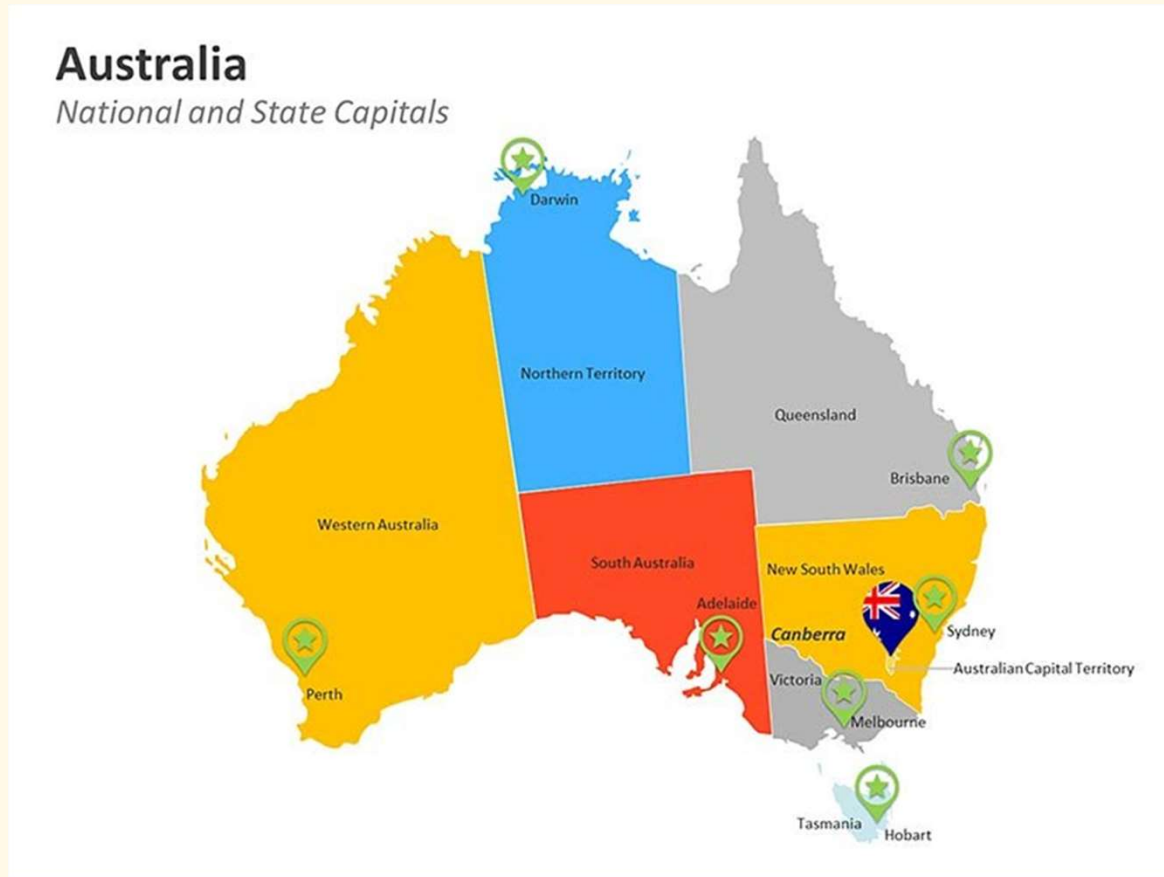 Australia
National and State Capitals
Darwin
Northern Territory
Queensland
Brisbane
Western Australia
South Australia
New South Wales
Adelaide
Canberra
Sydney
Australian Capital Territory
Victoria
Perth
Melbourne
Tasmania
Hobart